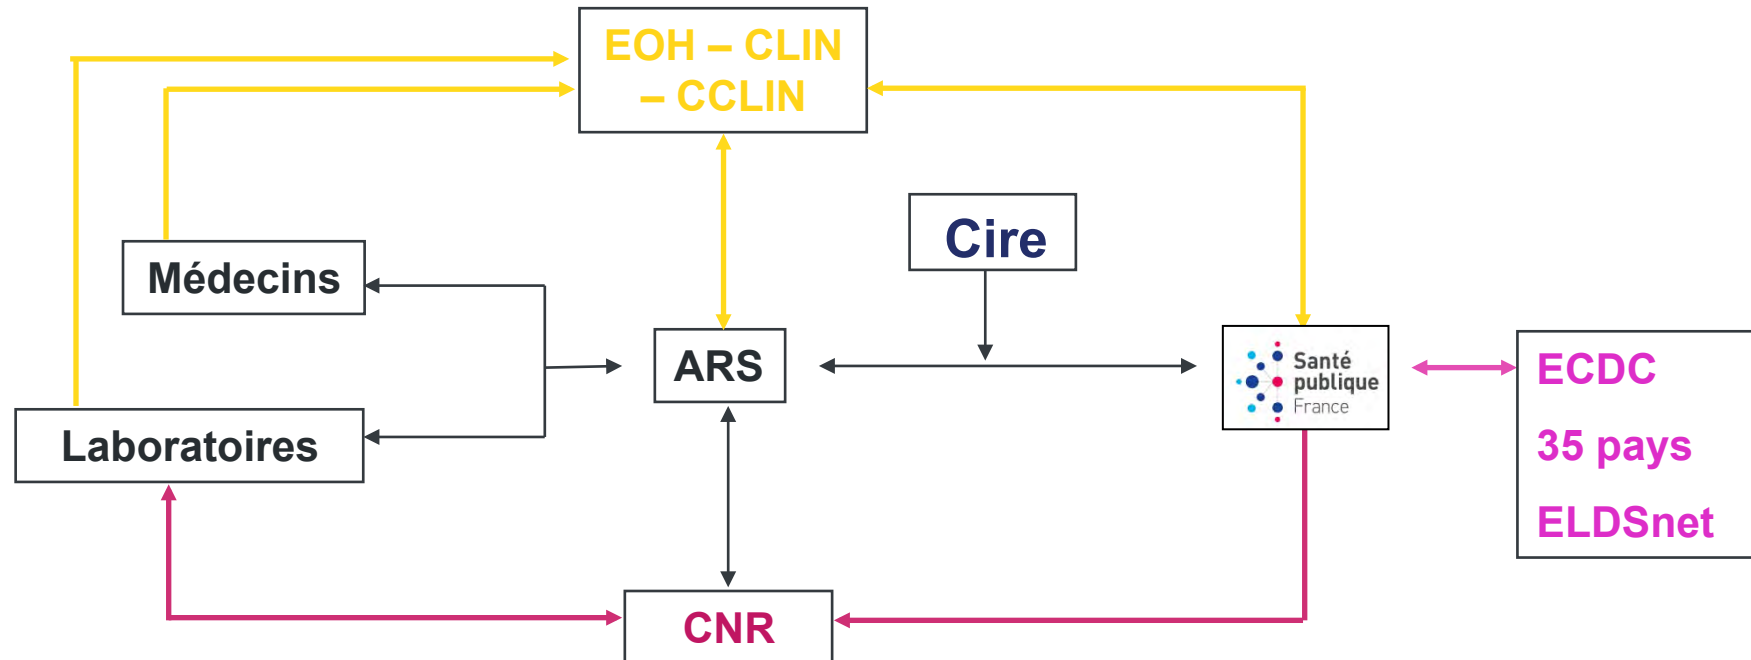 EOH – CLIN
– CCLIN
Cire
Médecins
ARS
Santé
publique
France
ECDC
35 pays
ELDSnet
Laboratoires
CNR